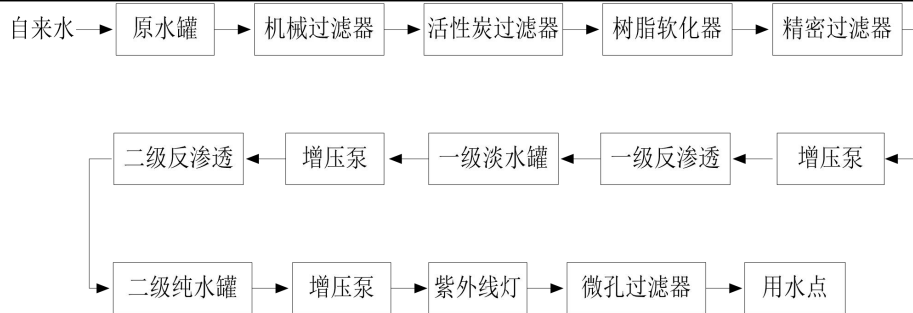 自来水 原水罐 机械过滤器 活性炭过滤器 树脂软化器 精密过滤器
二级反渗透 增压泵 一级淡水罐 一级反渗透 增压泵
二级纯水罐 增压泵 紫外线灯 微孔过滤器 用水点